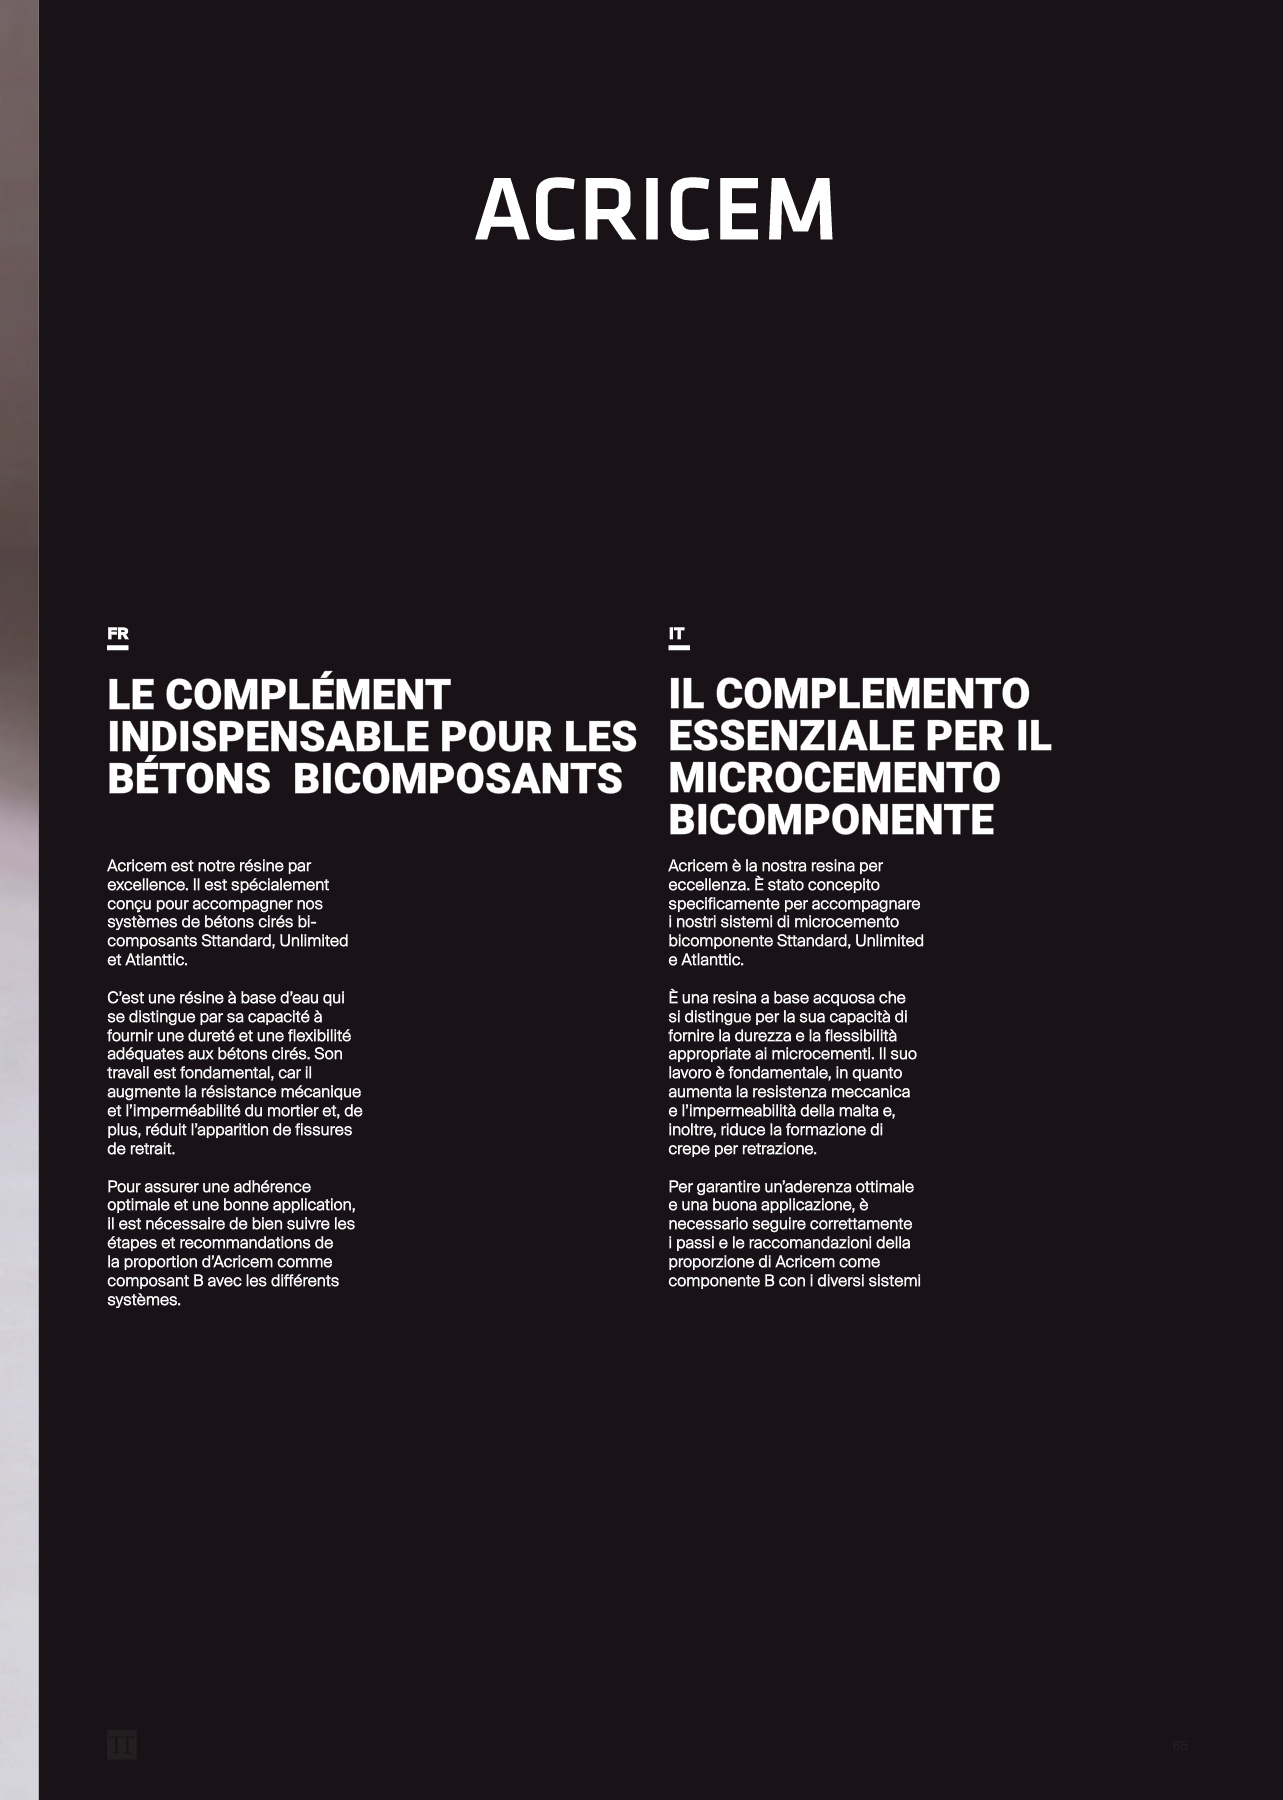 ACRICEM
FR
LE COMPLÉMENT
INDISPENSABLE POUR LES
BÉTONS  BICOMPOSANTS
Acricem est notre résine par
excellence. Il est spécialement
conçu pour accompagner nos
systèmes de bétons cirés bi-
composants Sttandard, Unlimited
et Atlanttic.
C'est une résine à base d'eau qui
se distingue par sa capacité à
fournir une dureté et une flexibilité
adéquates aux bétons cirés. Son
travail est fondamental, car il
augmente la résistance mécanique
et l'imperméabilité du mortier et, de
plus, réduit l'apparition de fissures
de retrait.
Pour assurer une adhérence
optimale et une bonne application,
il est nécessaire de bien suivre les
étapes et recommandations de
la proportion d'Acricem comme
composant B avec les différents
systèmes.
IT
IL COMPLEMENTO
ESSENZIALE PER IL
MICROCEMENTO
BICOMPONENTE
Acricem è la nostra resina per
eccellenza. È stato concepito
specificamente per accompagnare
i nostri sistemi di microcemento
bicomponente Sttandard, Unlimited
e Atlanttic.
È una resina a base acquosa che
si distingue per la sua capacità di
fornire la durezza e la flessibilità
appropriate ai microcementi. Il suo
lavoro è fondamentale, in quanto
aumenta la resistenza meccanica
e l'impermeabilità della malta e,
inoltre, riduce la formazione di
crepe per retrazione.
Per garantire un'aderenza ottimale
e una buona applicazione, è
necessario seguire correttamente
i passi e le raccomandazioni della
proporzione di Acricem come
componente B con i diversi sistemi
TT
65